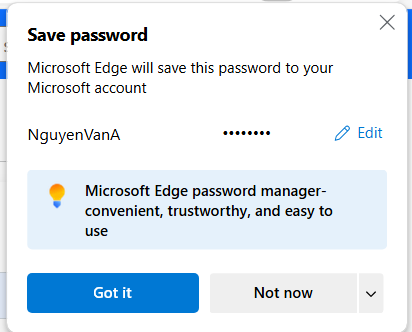 Save password
Microsoft Edge will save this password to your
Microsoft account
NguyenVanA •••••••• Edit
Microsoft Edge password manager-
convenient, trustworthy, and easy to
use
Got it Not now